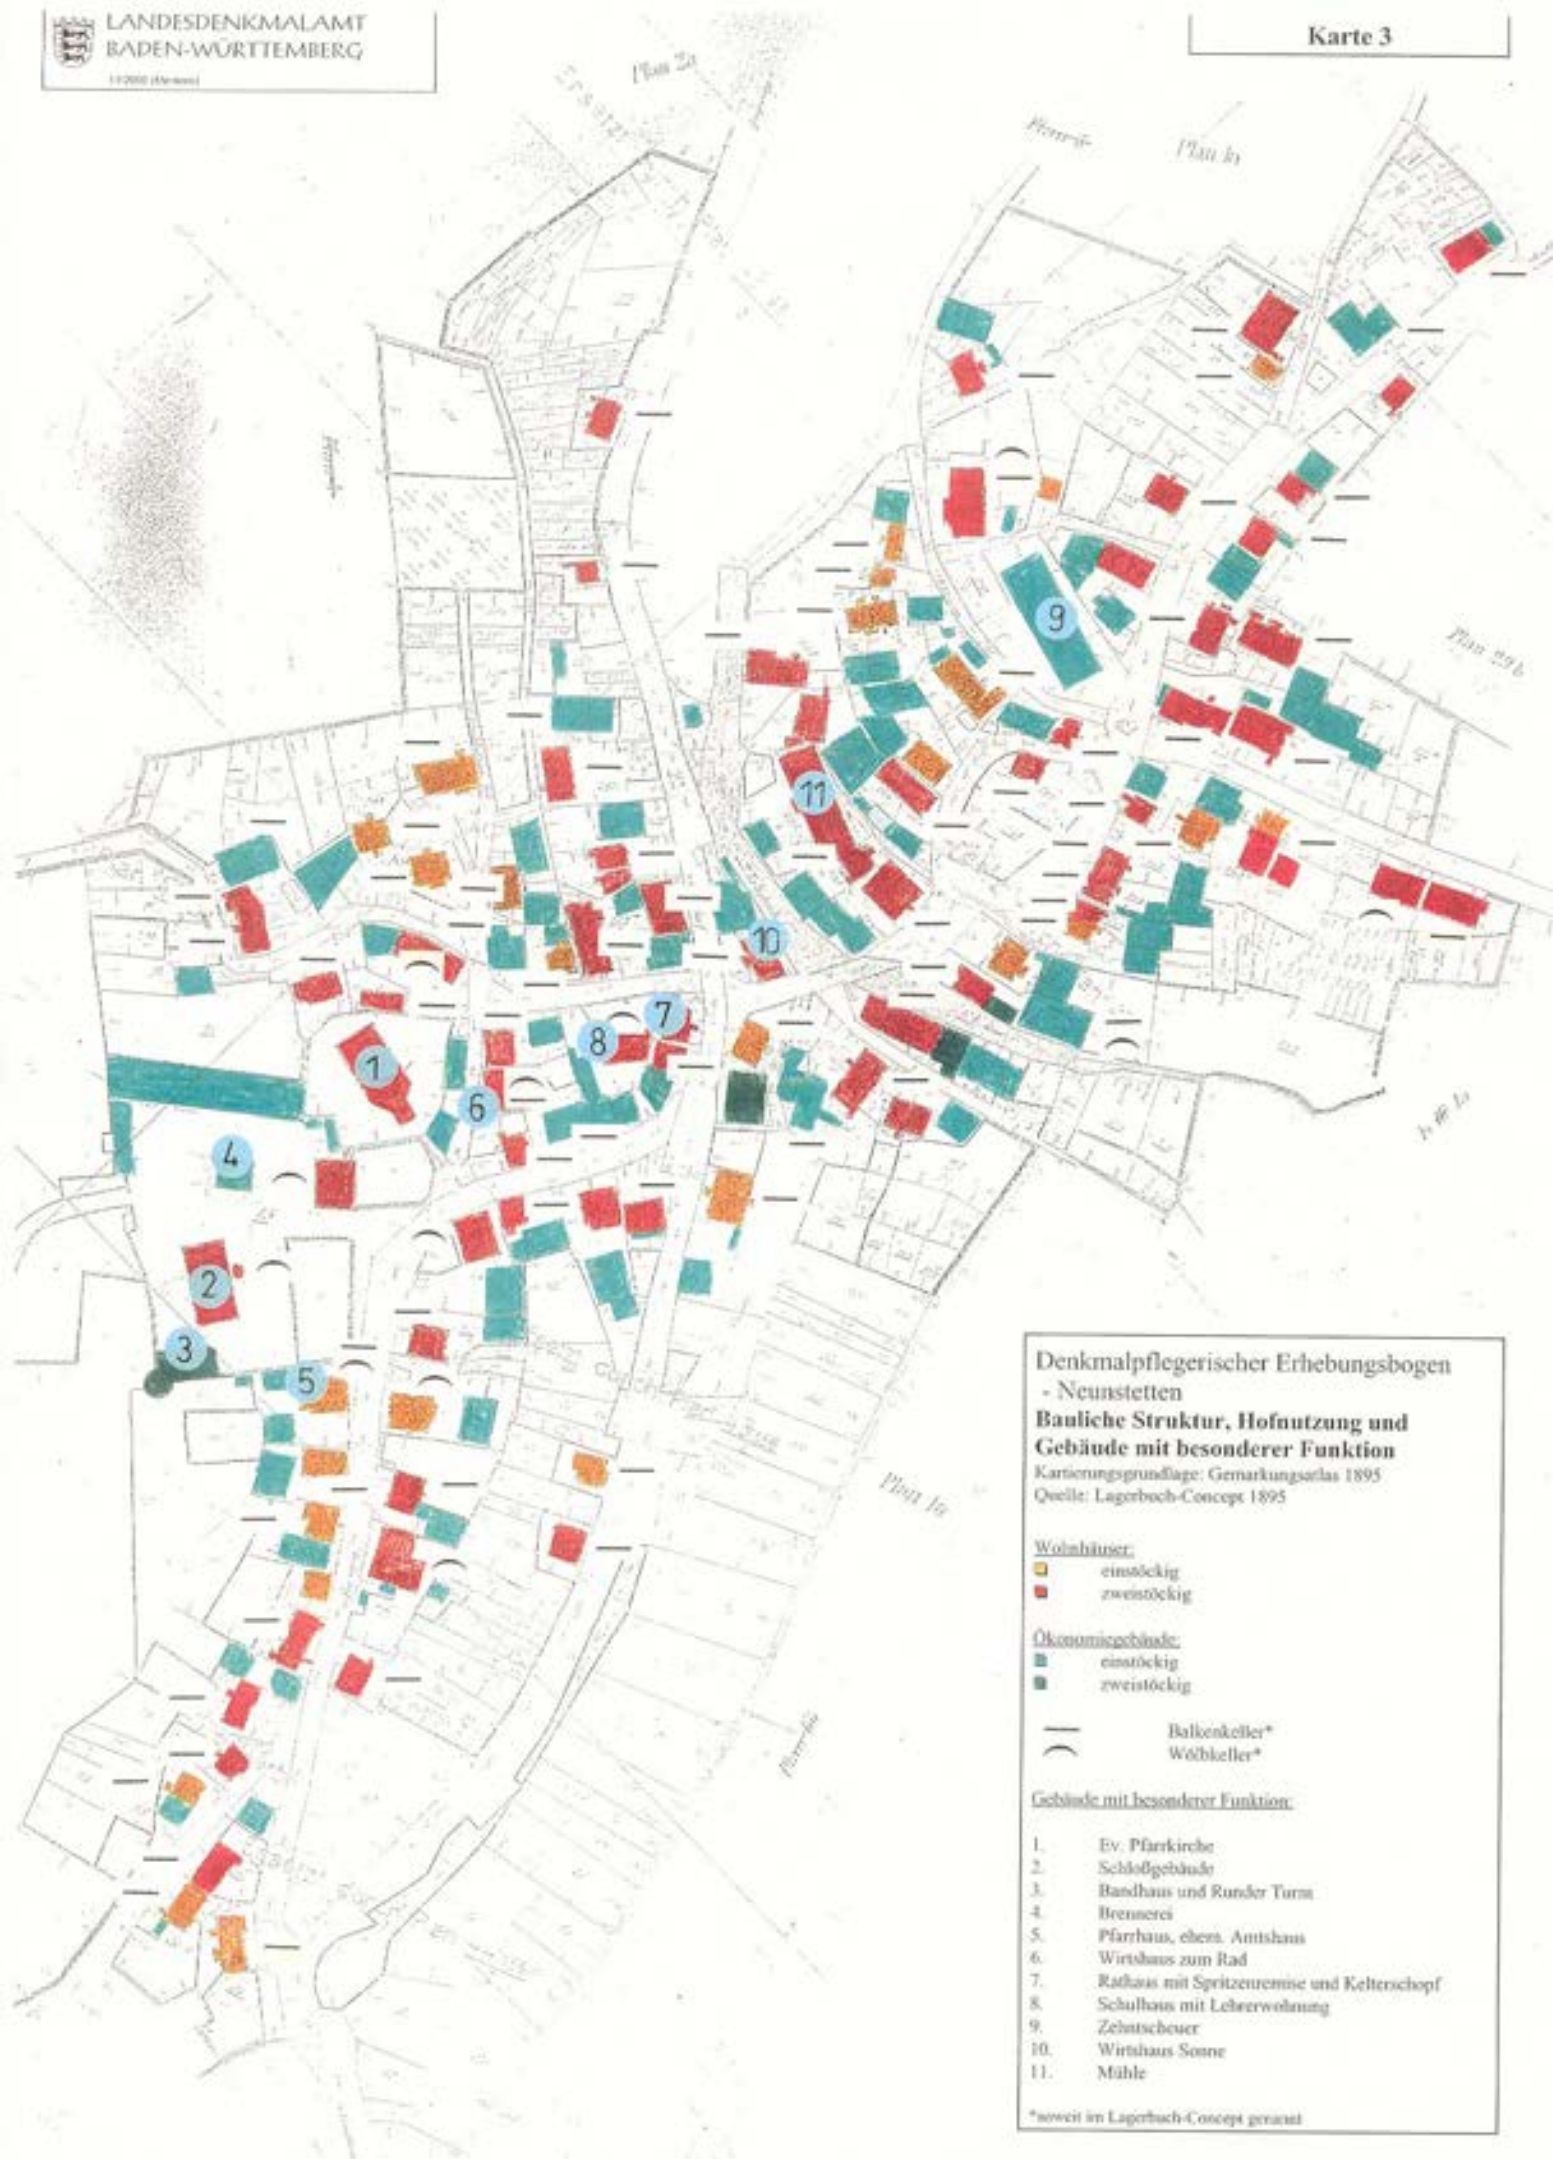 LANDESDENKMALAMT
BADEN-WÜRTTEMBERG
Karte 3
Plan 2a
Plan 1a
Plan 29b
9
11
10
7
8
1
6
4
2
3
5
Plan 1a
Denkmalpflegerischer Erhebungsbogen
- Neunstetten
Bauliche Struktur, Hofnutzung und
Gebäude mit besonderer Funktion
Kartierungsgrundlage: Gemarkungsatlas 1895
Quelle: Lagerbuch-Concept 1895
Wohnhäuser:
einstöckig
zweistöckig
Ökonomiegebäude:
einstöckig
zweistöckig
Balkenkeller*
Wölbkeller*
Gebäude mit besonderer Funktion:
1. Ev. Pfarrkirche
2. Schloßgebäude
3. Bandhaus und Runder Turm
4. Brennerei
5. Pfarrhaus, ehem. Amtshaus
6. Wirtshaus zum Rad
7. Rathaus mit Spritzenremise und Kelterschopf
8. Schulhaus mit Lehrerwohnung
9. Zehntscheuer
10. Wirtshaus Sonne
11. Mühle
*soweit im Lagerbuch-Concept genannt